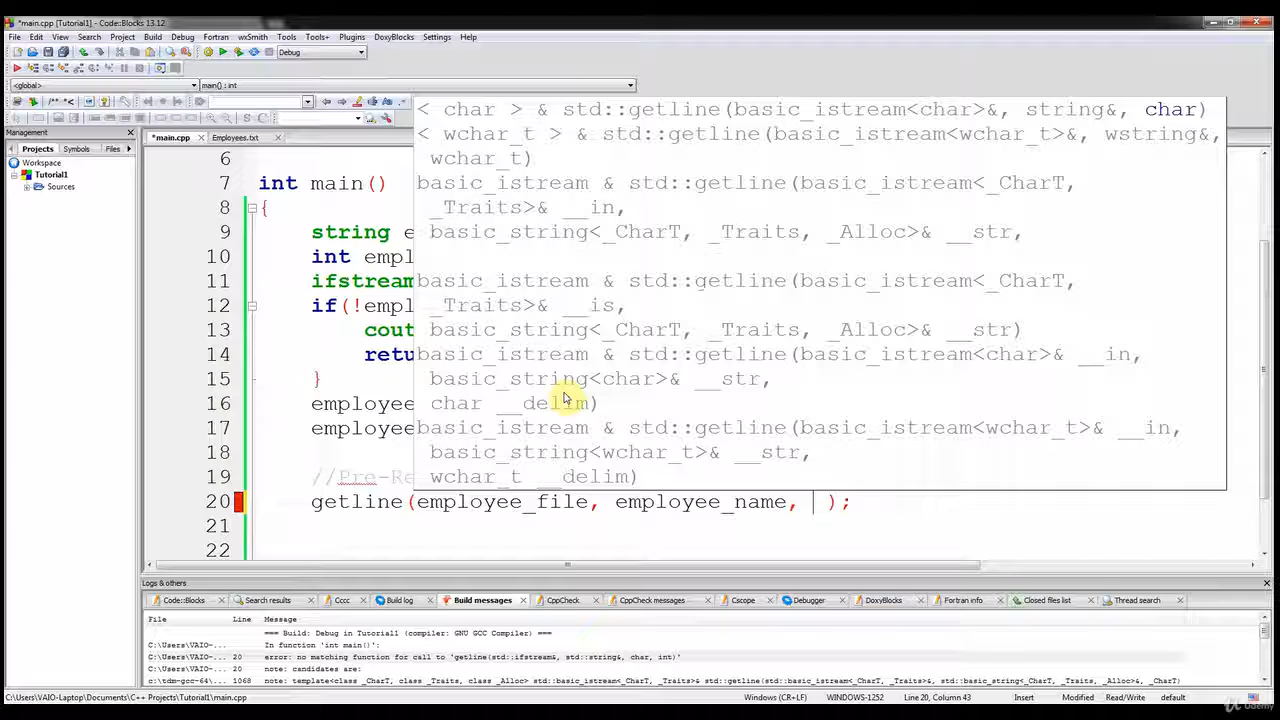 *main.cpp [Tutorial1] - Code::Blocks 13.12
File Edit View Search Project Build Debug Fortran wxSmith Tools Tools+ Plugins DoxyBlocks Settings Help
Debug
<global> main() : int
Management
Projects Symbols Files
Workspace
Tutorial1
Sources
*main.cpp Employees.txt
< char > & std::getline(basic_istream<char>&, string&, char)
< wchar_t > & std::getline(basic_istream<wchar_t>&, wstring&,
wchar_t)
basic_istream & std::getline(basic_istream<_CharT,
_Traits>& __in,
basic_string<_CharT, _Traits, _Alloc>& __str,
basic_istream & std::getline(basic_istream<_CharT,
_Traits>& __is,
basic_string<_CharT, _Traits, _Alloc>& __str)
basic_istream & std::getline(basic_istream<char>& __in,
basic_string<char>& __str,
char __delim)
basic_istream & std::getline(basic_istream<wchar_t>& __in,
basic_string<wchar_t>& __str,
wchar_t __delim)
6
7 int main()
8 {
9 string e
10 int empl
11 ifstream
12 if(!empl
13 cout
14 retu
15 }
16 employee
17 employee
18
19 //Pre-Re
20 getline(employee_file, employee_name, );
21
22
Logs & others
Code::Blocks Search results Cccc Build log Build messages CppCheck CppCheck messages Cscope Debugger DoxyBlocks Fortran info Closed files list Thread search
File Line Message
=== Build: Debug in Tutorial1 (compiler: GNU GCC Compiler) ===
C:\Users\VAIO-... In function 'int main()':
C:\Users\VAIO-... 20 error: no matching function for call to 'getline(std::ifstream&, std::string&, char, int)'
C:\Users\VAIO-... 20 note: candidates are:
c:\tdm-gcc-64\... 1068 note: template<class _CharT, class _Traits, class _Alloc> std::basic_istream<_CharT, _Traits>& std::getline(std::basic_istream<_CharT, _Traits>&, std::basic_string<_CharT, _Traits, _Alloc>&, _CharT)
C:\Users\VAIO-Laptop\Documents\C++ Projects\Tutorial1\main.cpp Windows (CR+LF) WINDOWS-1252 Line 20, Column 43 Insert Modified Read/Write default
Udemy